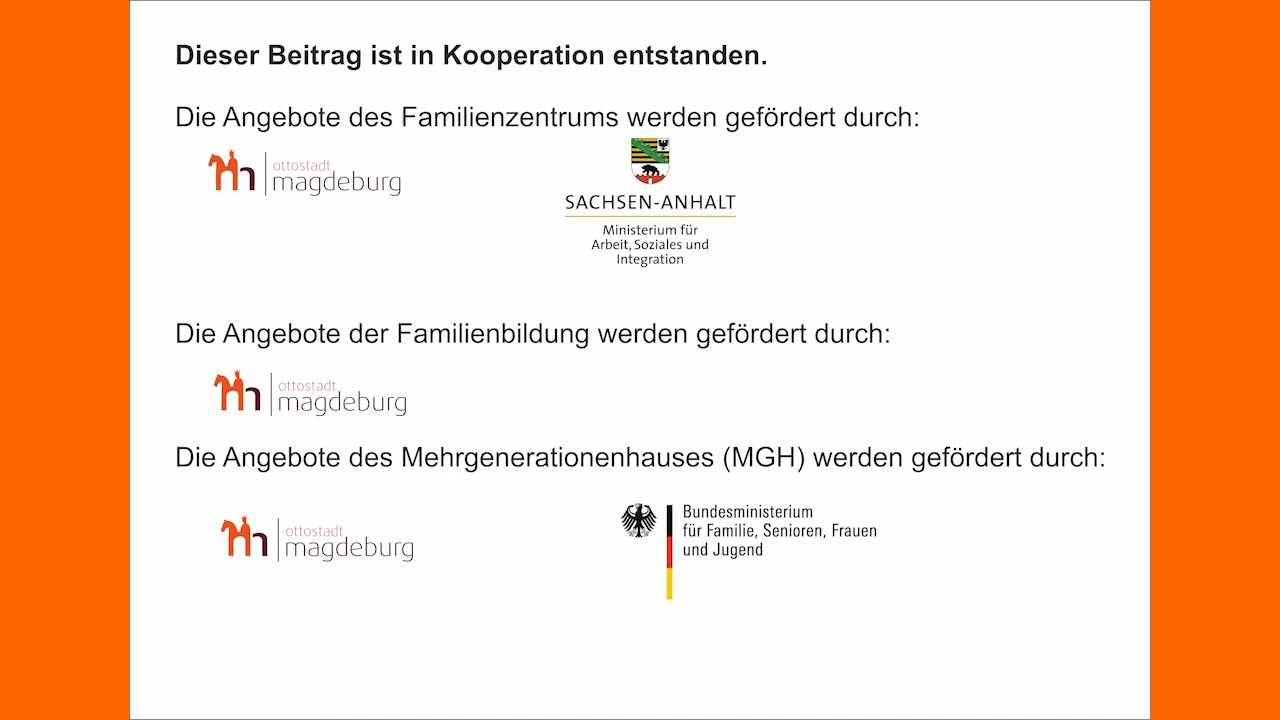 Dieser Beitrag ist in Kooperation entstanden.
Die Angebote des Familienzentrums werden gefördert durch:
ottostadt
magdeburg
SACHSEN-ANHALT
Ministerium für
Arbeit, Soziales und
Integration
Die Angebote der Familienbildung werden gefördert durch:
ottostadt
magdeburg
Die Angebote des Mehrgenerationenhauses (MGH) werden gefördert durch:
ottostadt
magdeburg
Bundesministerium
für Familie, Senioren, Frauen
und Jugend